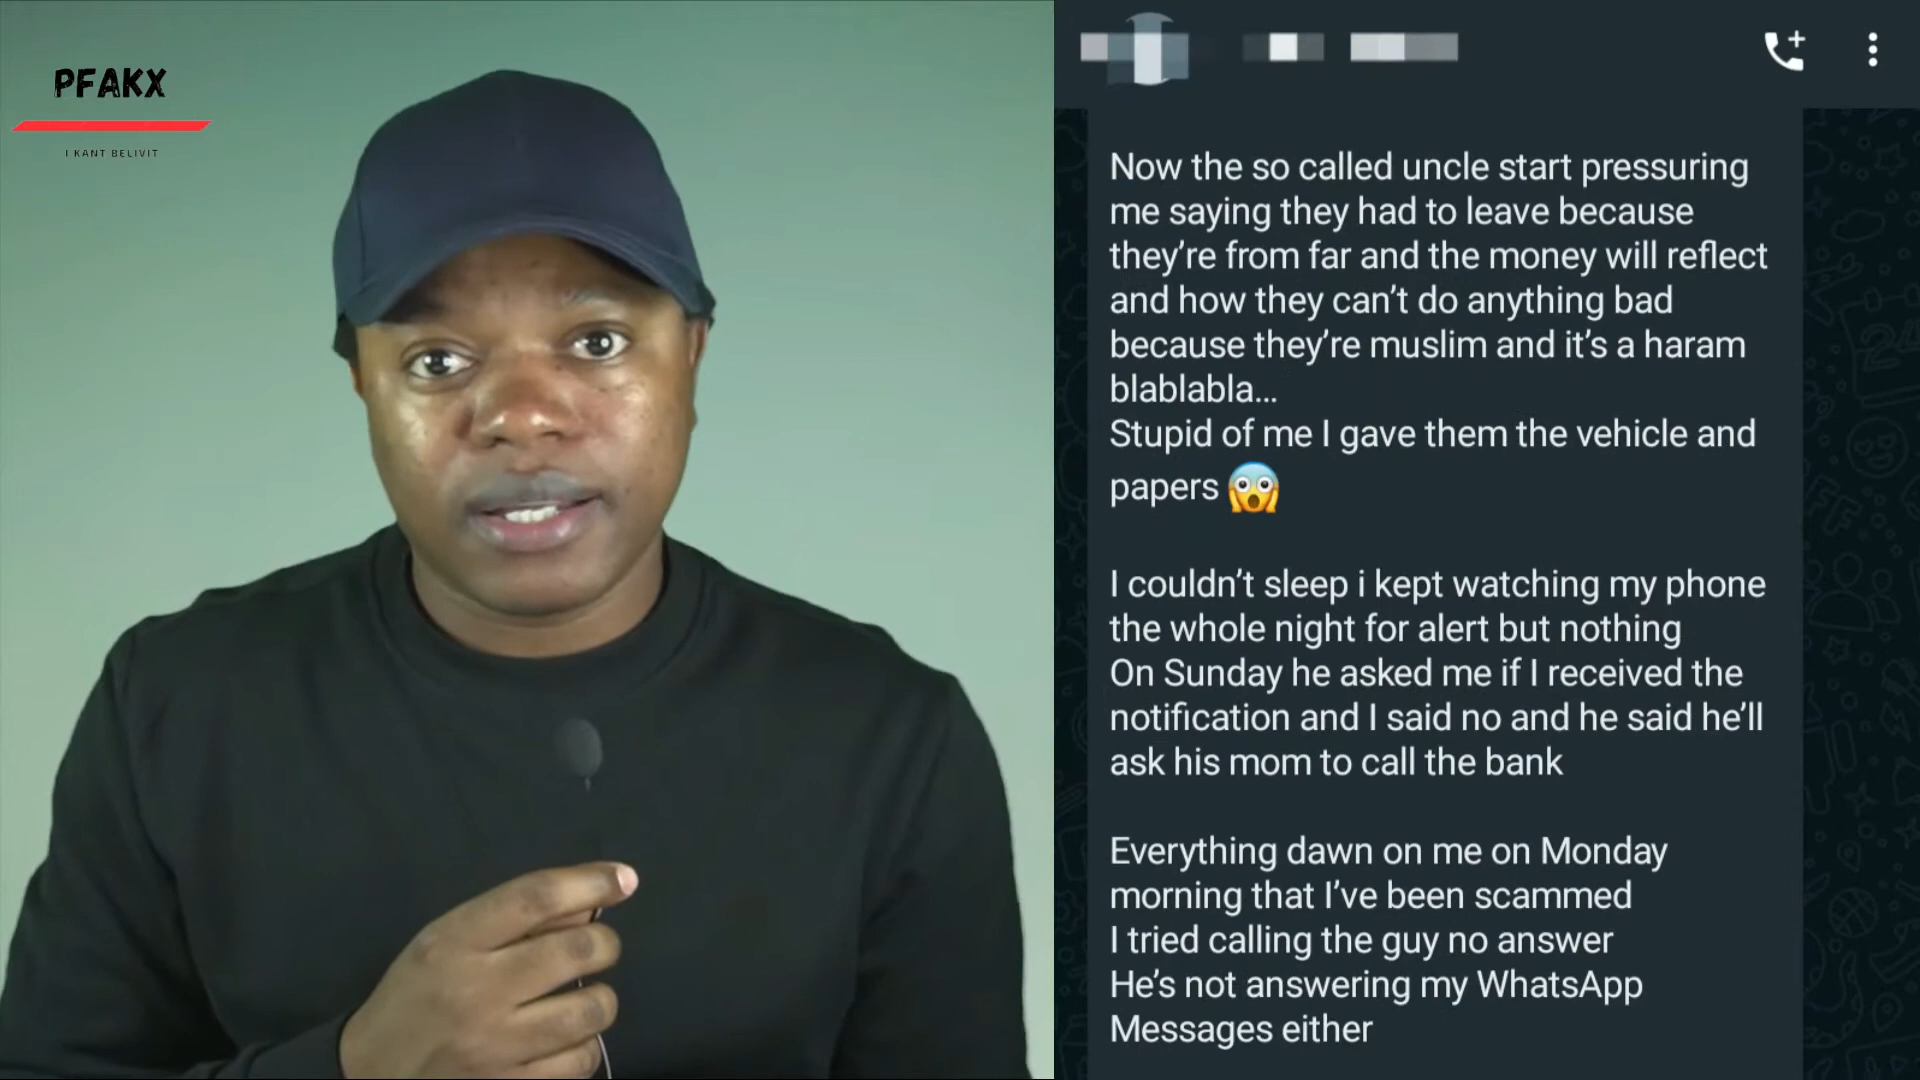 PFAKX
I KANT BELIVIT
Now the so called uncle start pressuring
me saying they had to leave because
they're from far and the money will reflect
and how they can't do anything bad
because they're muslim and it's a haram
blablabla...
Stupid of me I gave them the vehicle and
papers 😱
I couldn't sleep i kept watching my phone
the whole night for alert but nothing
On Sunday he asked me if I received the
notification and I said no and he said he'll
ask his mom to call the bank
Everything dawn on me on Monday
morning that I've been scammed
I tried calling the guy no answer
He's not answering my WhatsApp
Messages either